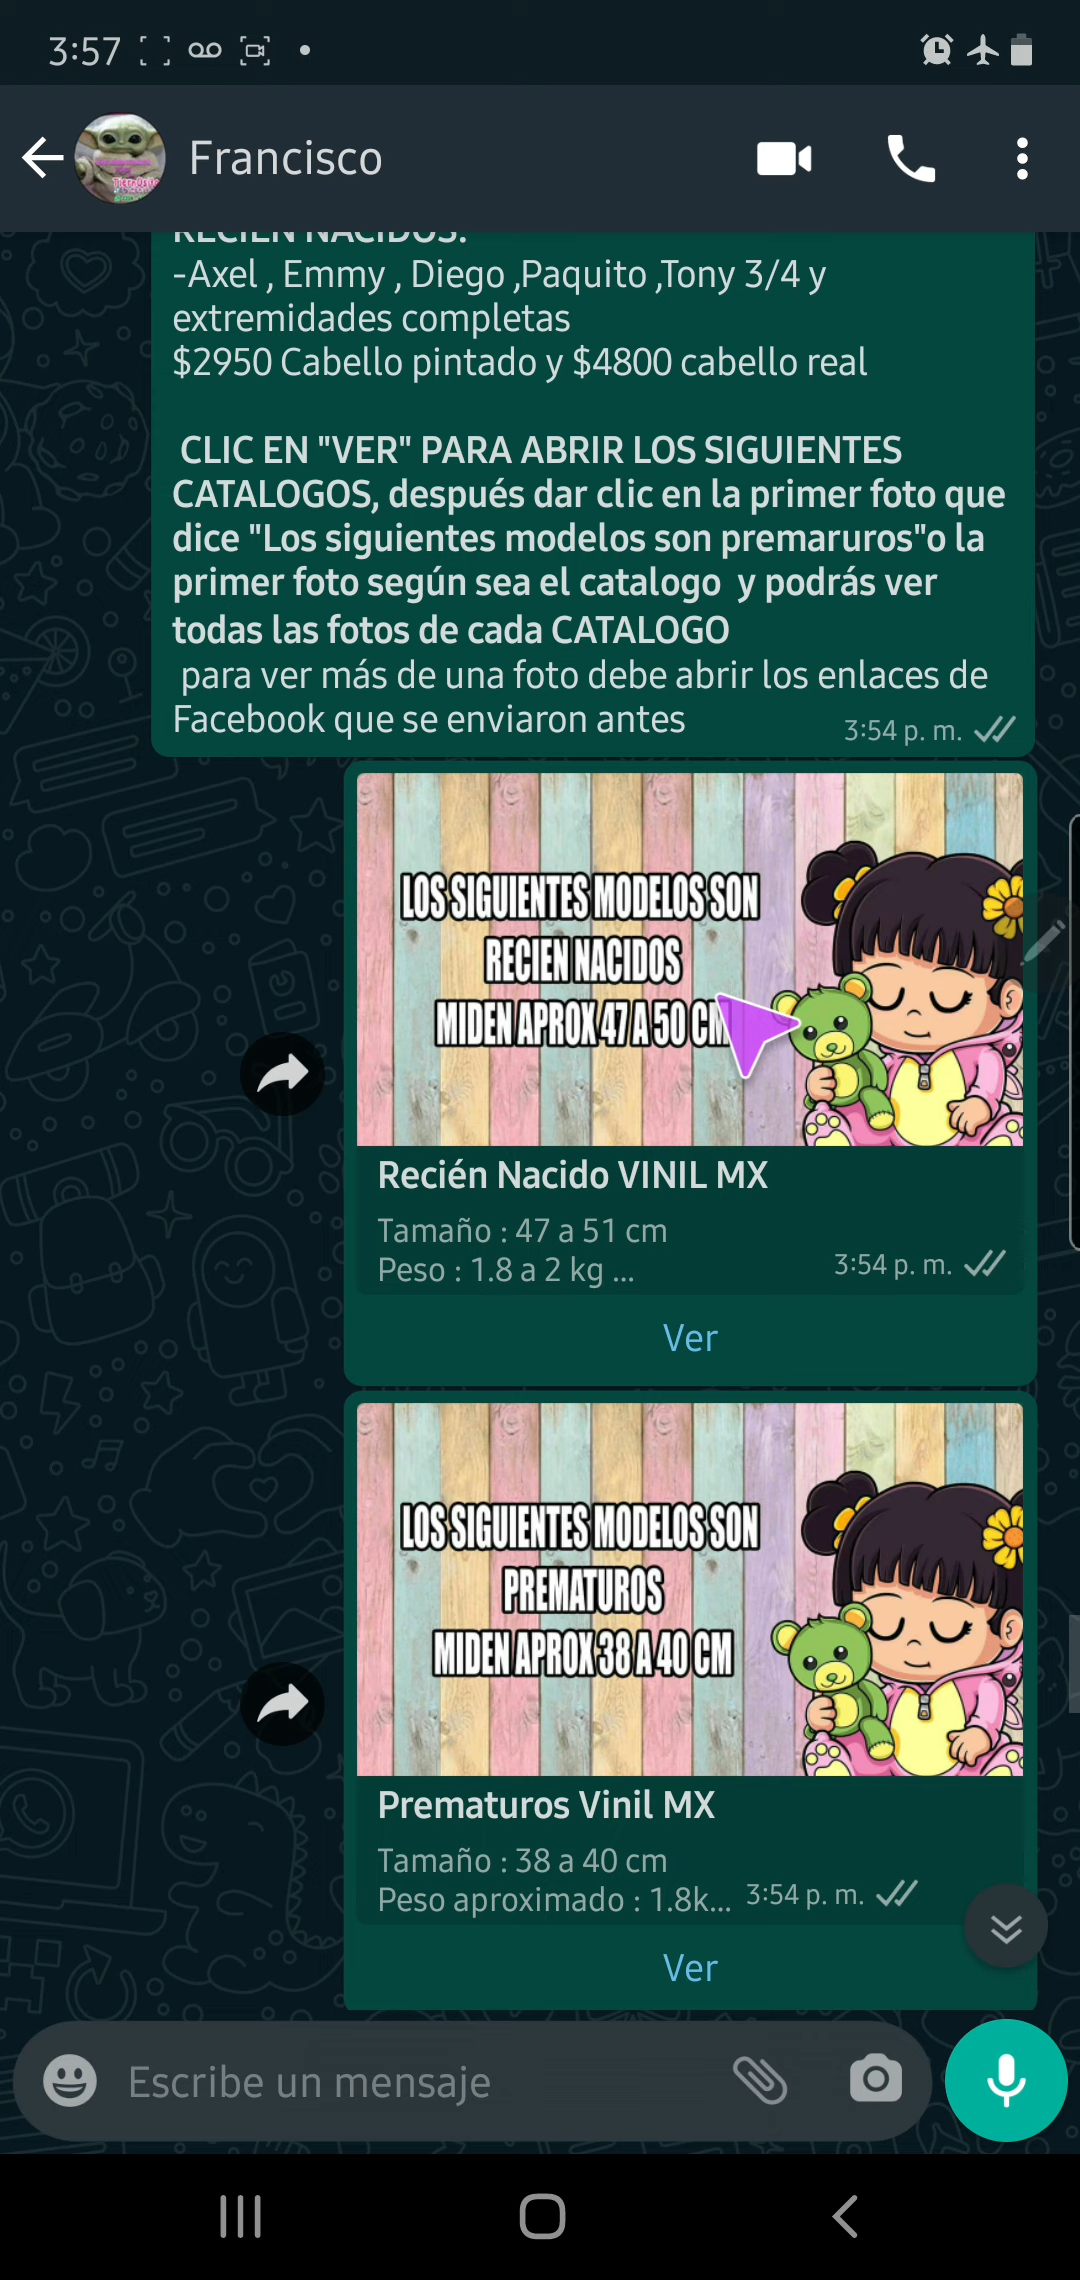 3:57
Francisco
RECIEN NACIDOS:
-Axel , Emmy , Diego ,Paquito ,Tony 3/4 y
extremidades completas
$2950 Cabello pintado y $4800 cabello real
CLIC EN "VER" PARA ABRIR LOS SIGUIENTES
CATALOGOS, después dar clic en la primer foto que
dice "Los siguientes modelos son premaruros"o la
primer foto según sea el catalogo  y podrás ver
todas las fotos de cada CATALOGO
para ver más de una foto debe abrir los enlaces de
Facebook que se enviaron antes
3:54 p. m.
LOS SIGUIENTES MODELOS SON
RECIEN NACIDOS
MIDEN APROX 47 A 50 CM
Recién Nacido VINIL MX
Tamaño : 47 a 51 cm
Peso : 1.8 a 2 kg ...
3:54 p. m.
Ver
LOS SIGUIENTES MODELOS SON
PREMATUROS
MIDEN APROX 38 A 40 CM
Prematuros Vinil MX
Tamaño : 38 a 40 cm
Peso aproximado : 1.8k...
3:54 p. m.
Ver
Escribe un mensaje